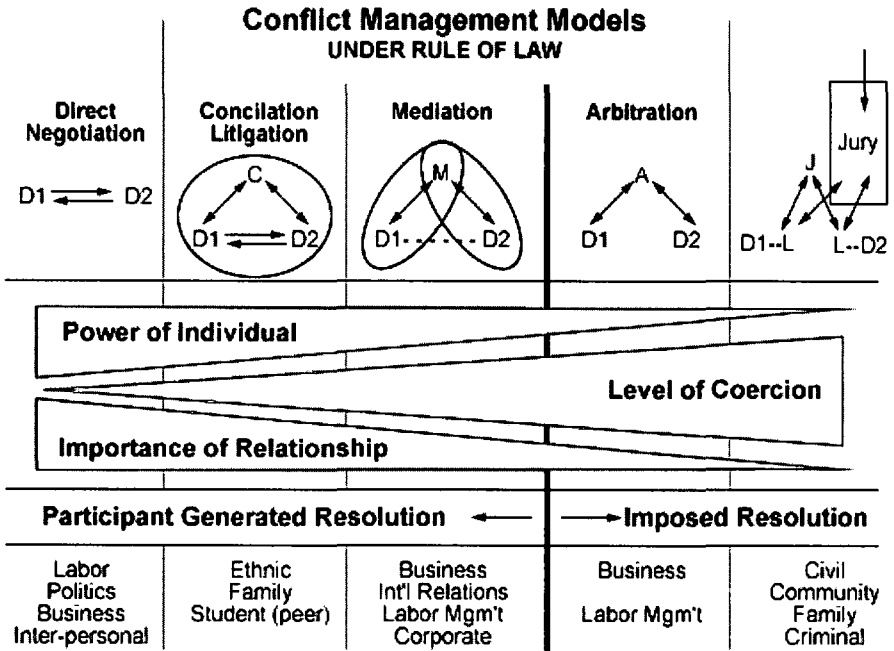 Conflict Management Models
UNDER RULE OF LAW
Direct
Negotiation
D1 D2
Concilation
Litigation
C
D1 D2
Mediation
M
D1 - - - - - - D2
Arbitration
A
D1 D2
Jury
J
D1--L L--D2
Power of Individual
Level of Coercion
Importance of Relationship
Participant Generated Resolution
Imposed Resolution
Labor
Politics
Business
Inter-personal
Ethnic
Family
Student (peer)
Business
Int'l Relations
Labor Mgm't
Corporate
Business
Labor Mgm't
Civil
Community
Family
Criminal